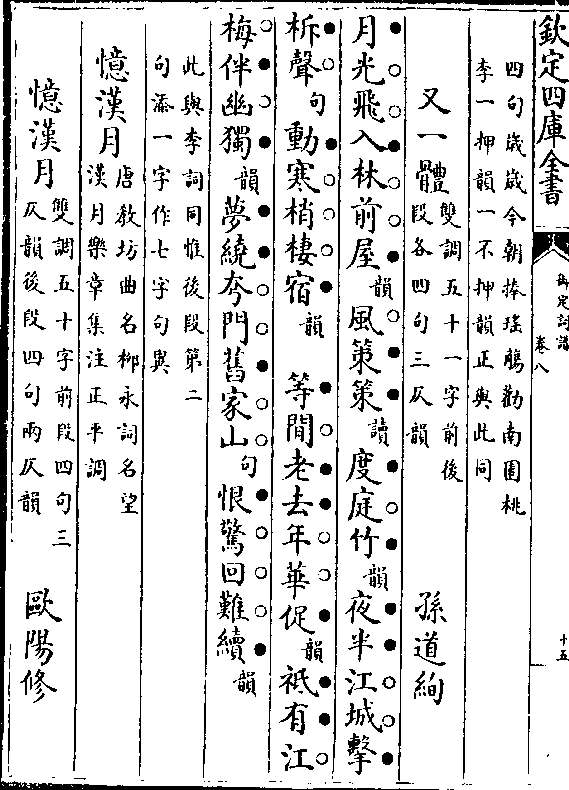 欽定四庫全書
御定詞譜
卷八
十五
四句歲歲今朝捧瑤觴勸南園桃
李一押韻一不押韻正與此同
又一體
雙調五十一字前後
段各四句三仄韻
孫道絢
月光飛入林前屋韻風策策讀度庭竹韻夜半江城擊
柝聲句動寒梢棲宿韻 等閒老去年華促韻祇有江
梅伴幽獨韻夢繞夸門舊家山句恨驚回難續韻
此與李詞同惟後段第二
句添一字作七字句異
憶漢月
唐教坊曲名柳永詞名望
漢月樂章集注正平調
憶漢月
雙調五十字前段四句三
仄韻後段四句兩仄韻
歐陽修